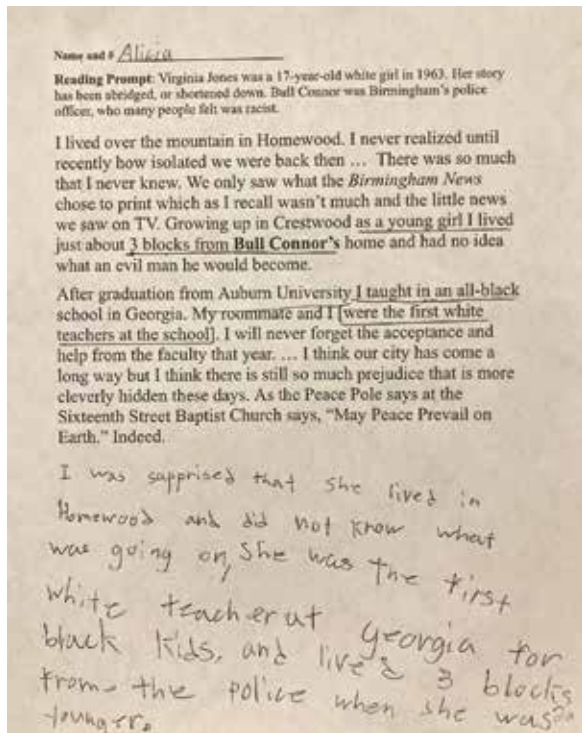 Name and # Alicia
Reading Prompt: Virginia Jones was a 17-year-old white girl in 1963. Her story
has been abridged, or shortened down. Bull Connor was Birmingham's police
officer, who many people felt was racist.
I lived over the mountain in Homewood. I never realized until
recently how isolated we were back then … There was so much
that I never knew. We only saw what the Birmingham News
chose to print which as I recall wasn't much and the little news
we saw on TV. Growing up in Crestwood as a young girl I lived
just about 3 blocks from Bull Connor's home and had no idea
what an evil man he would become.
After graduation from Auburn University I taught in an all-black
school in Georgia. My roommate and I [were the first white
teachers at the school]. I will never forget the acceptance and
help from the faculty that year. … I think our city has come a
long way but I think there is still so much prejudice that is more
cleverly hidden these days. As the Peace Pole says at the
Sixteenth Street Baptist Church says, "May Peace Prevail on
Earth." Indeed.
I was sapprised that she lived in
Homewood and did not know what
was going on, She was the first
white teacher at Georgia for
black kids, and lived 3 blocks
from the police when she was
younger.